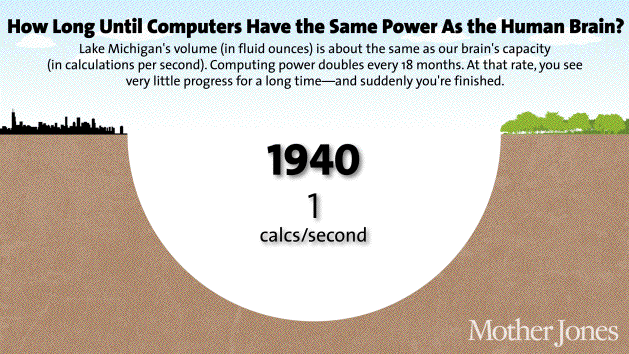 How Long Until Computers Have the Same Power As the Human Brain?
Lake Michigan's volume (in fluid ounces) is about the same as our brain's capacity
(in calculations per second). Computing power doubles every 18 months. At that rate, you see
very little progress for a long time—and suddenly you're finished.
1940
1
calcs/second
Mother Jones